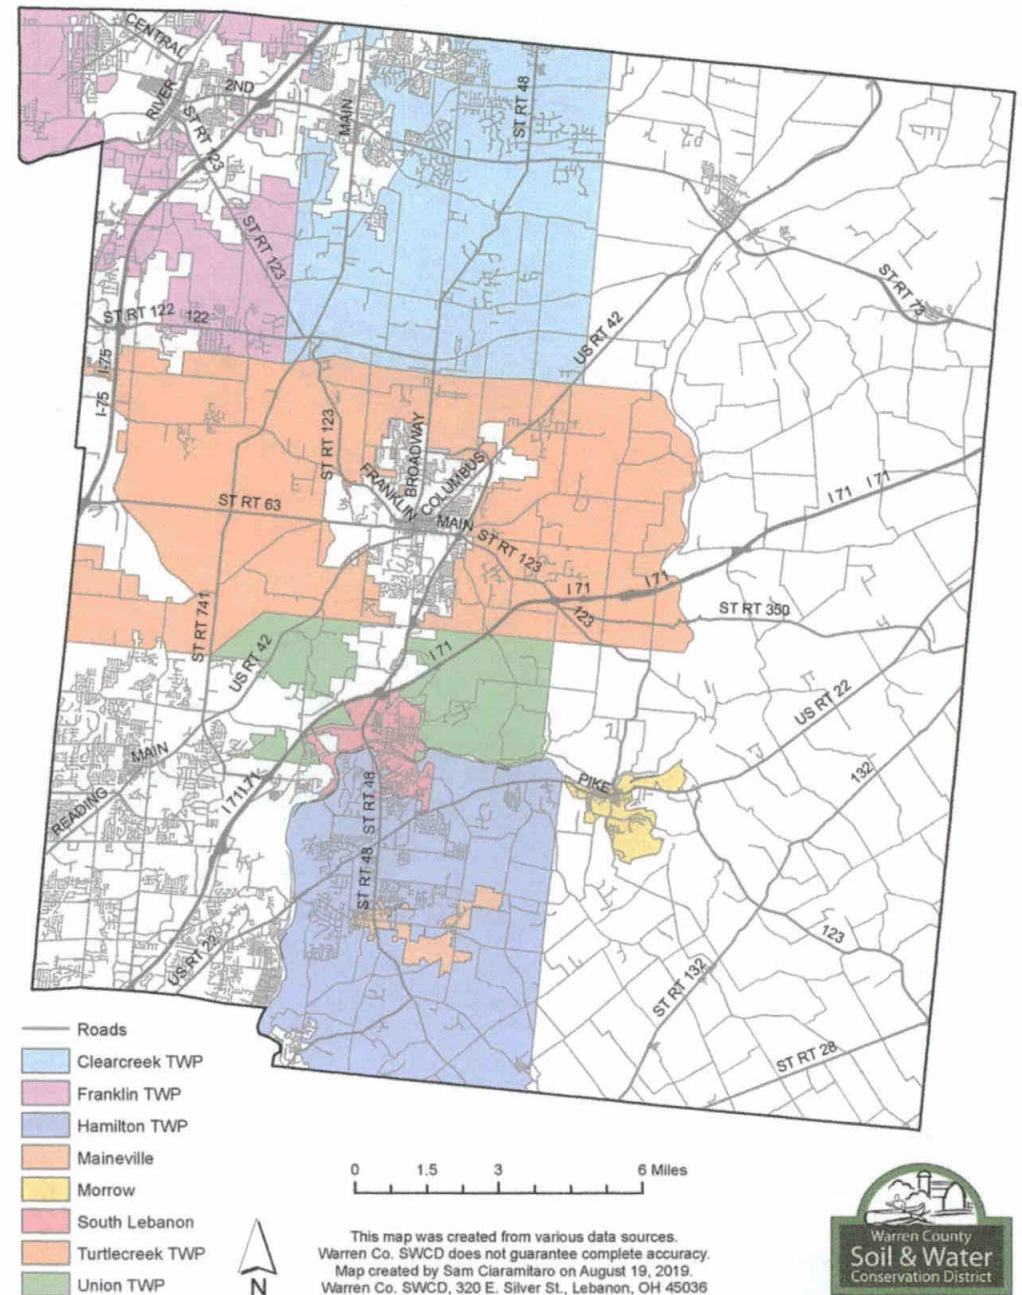 CENTRAL
RIVER
2ND
ST RT 123
MAIN
ST RT 48
ST RT 123
ST RT 73
US RT 42
ST RT 122
122
I-75
I-75
ST RT 123
BROADWAY
FRANKLIN
COLUMBUS
MAIN
ST RT 63
ST RT 123
I 71
I 71
I 71
I 71
123
ST RT 350
ST RT 741
US RT 42
I 71
US RT 22
MAIN
READING
I 71
I 71
ST RT 48
ST RT 48
PIKE
132
US RT 22
123
ST RT 132
ST RT 28
Roads
Clearcreek TWP
Franklin TWP
Hamilton TWP
Maineville
Morrow
South Lebanon
Turtlecreek TWP
Union TWP
N
0 1.5 3 6 Miles
This map was created from various data sources.
Warren Co. SWCD does not guarantee complete accuracy.
Map created by Sam Ciaramitaro on August 19, 2019.
Warren Co. SWCD, 320 E. Silver St., Lebanon, OH 45036
Warren County
Soil & Water
Conservation District